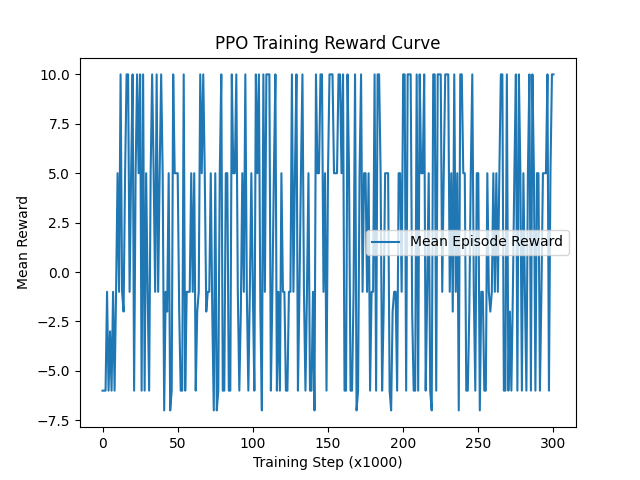 PPO Training Reward Curve
10.0
7.5
5.0
2.5
0.0
−2.5
−5.0
−7.5
Mean Reward
Mean Episode Reward
0 50 100 150 200 250 300
Training Step (x1000)